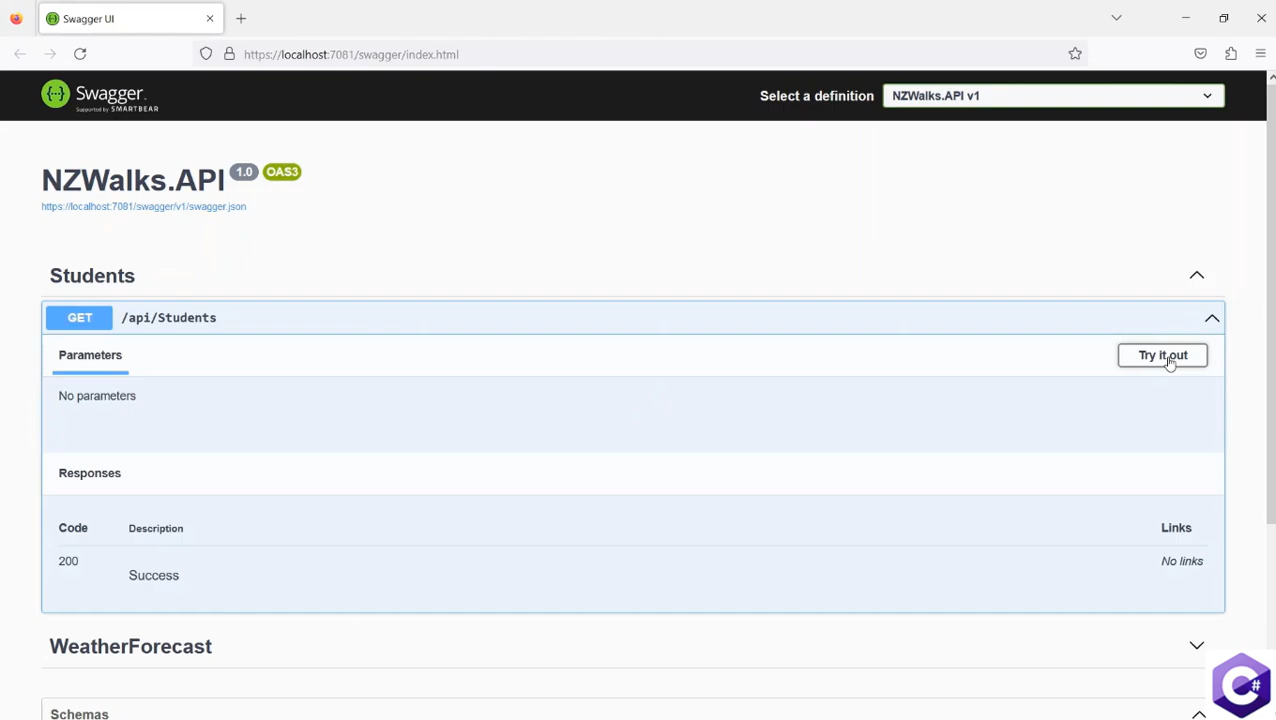 Swagger UI
https://localhost:7081/swagger/index.html
Swagger.
Supported by SMARTBEAR
Select a definition
NZWalks.API v1
NZWalks.API 1.0 OAS3
https://localhost:7081/swagger/v1/swagger.json
Students
GET /api/Students
Parameters
Try it out
No parameters
Responses
Code Description Links
200 Success No links
WeatherForecast
Schemas
C#